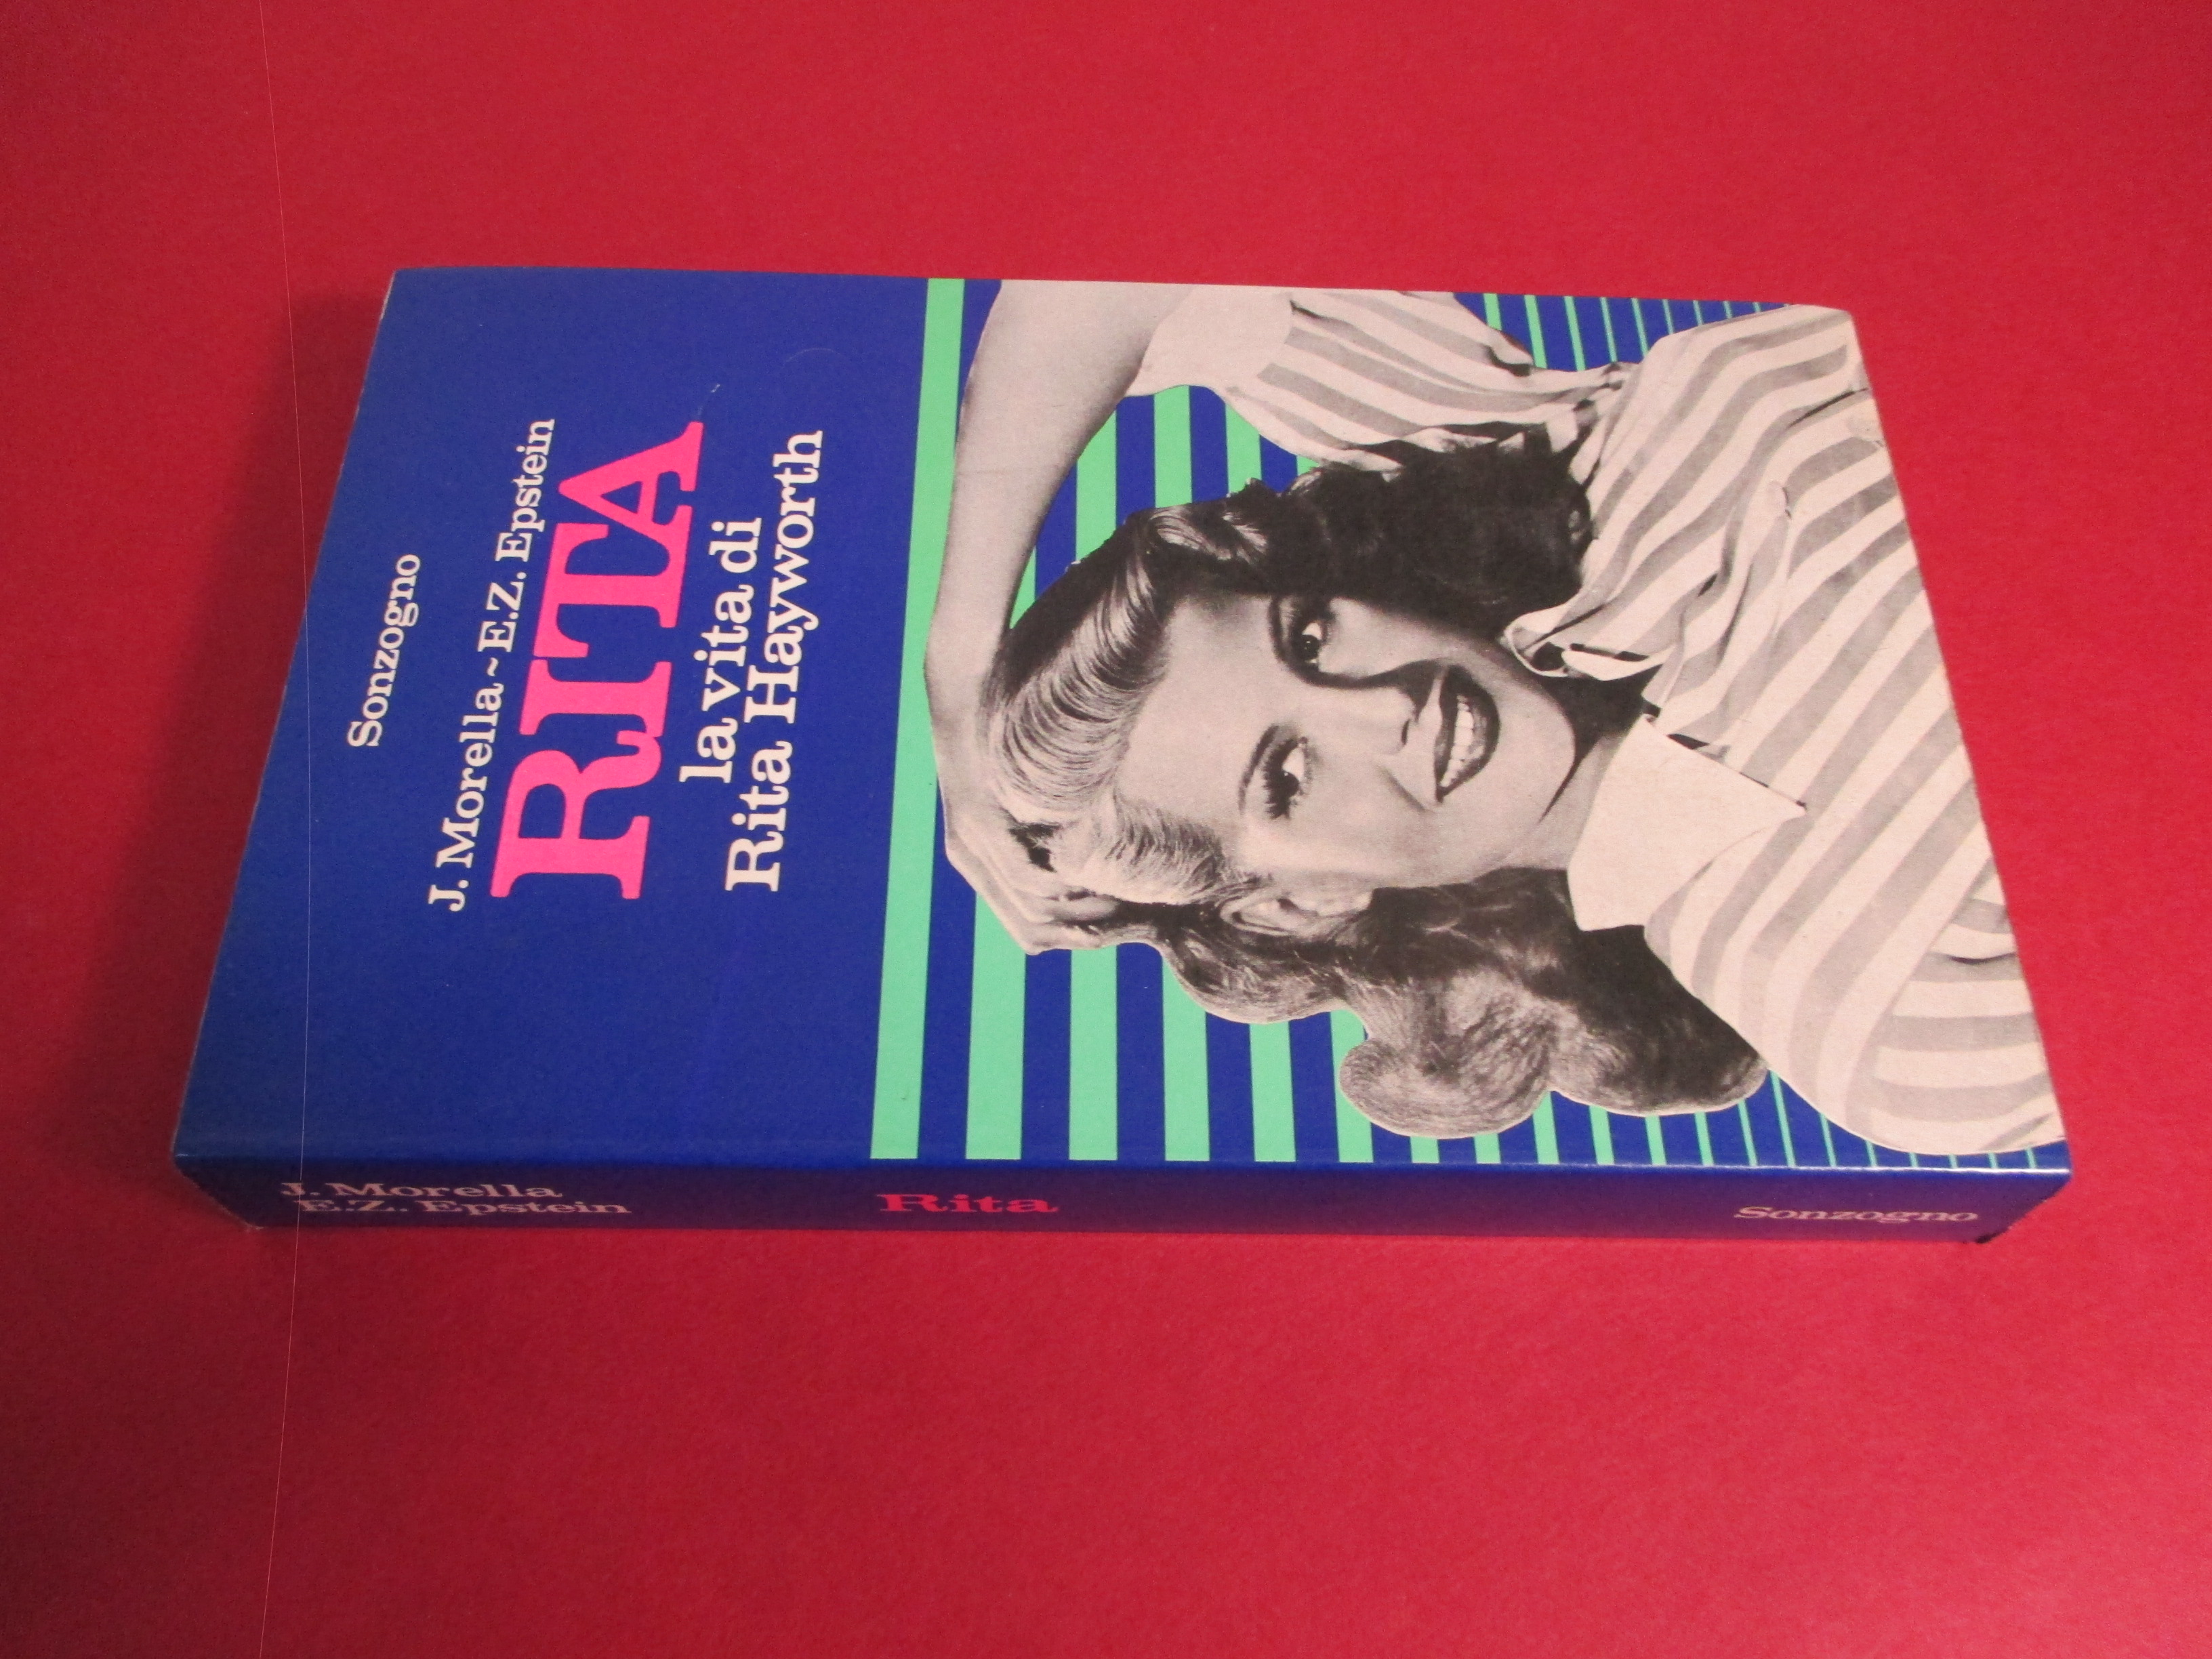 Sonzogno
J. Morella ~ E.Z. Epstein
RITA
la vita di
Rita Hayworth
J. Morella
E.Z. Epstein
Rita
Sonzogno